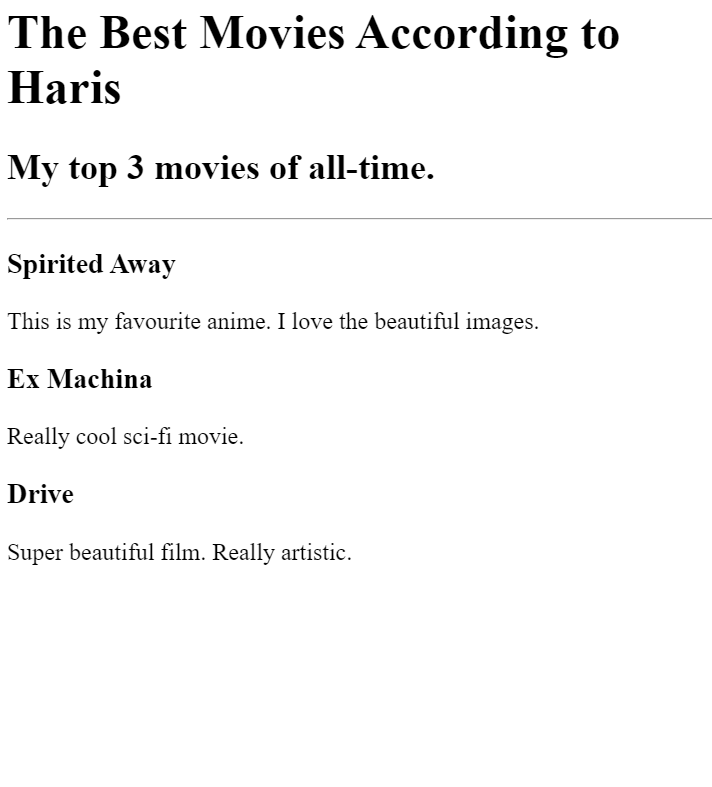 The Best Movies According to
Haris
My top 3 movies of all-time.
Spirited Away
This is my favourite anime. I love the beautiful images.
Ex Machina
Really cool sci-fi movie.
Drive
Super beautiful film. Really artistic.